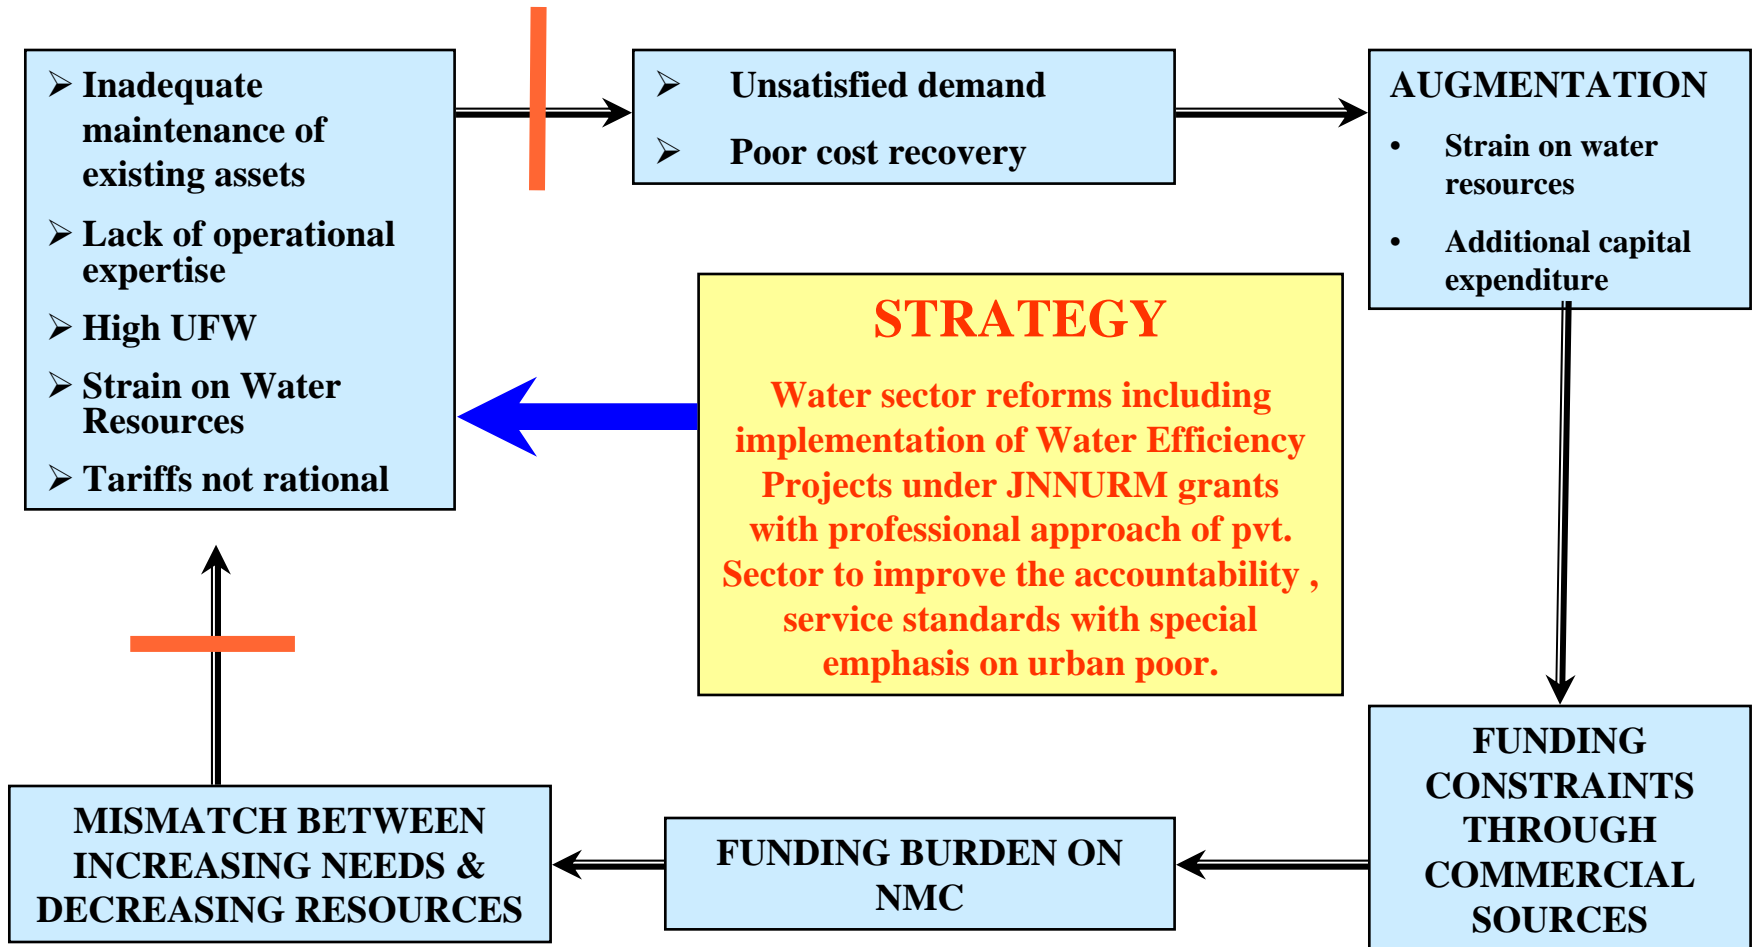 ➢ Inadequate
maintenance of
existing assets
➢ Lack of operational
expertise
➢ High UFW
➢ Strain on Water
Resources
➢ Tariffs not rational
➢ Unsatisfied demand
➢ Poor cost recovery
AUGMENTATION
• Strain on water
resources
• Additional capital
expenditure
STRATEGY
Water sector reforms including
implementation of Water Efficiency
Projects under JNNURM grants
with professional approach of pvt.
Sector to improve the accountability ,
service standards with special
emphasis on urban poor.
FUNDING
CONSTRAINTS
THROUGH
COMMERCIAL
SOURCES
FUNDING BURDEN ON
NMC
MISMATCH BETWEEN
INCREASING NEEDS &
DECREASING RESOURCES